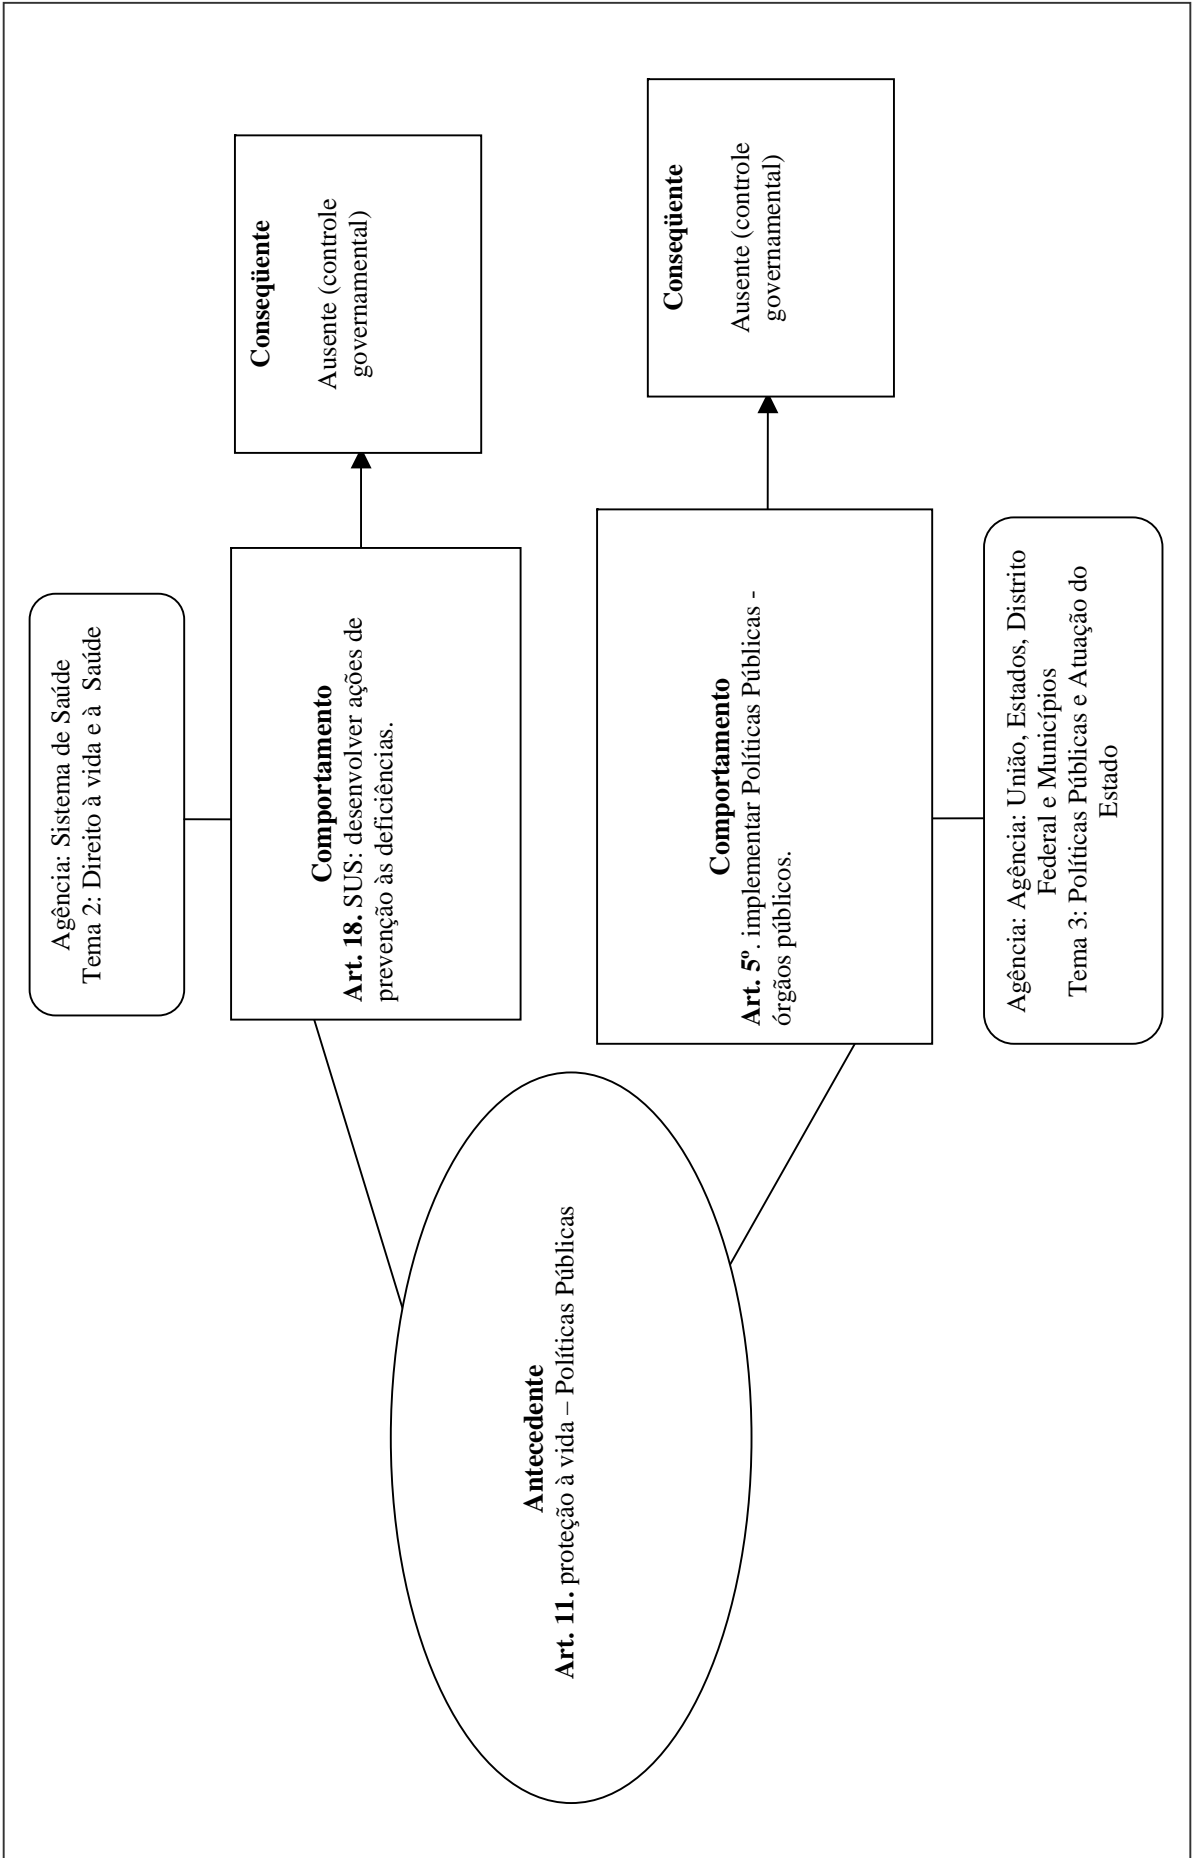 Agência: Sistema de Saúde
Tema 2: Direito à vida e à Saúde
Comportamento
Art. 18. SUS: desenvolver ações de
prevenção às deficiências.
Conseqüente
Ausente (controle
governamental)
Antecedente
Art. 11. proteção à vida – Políticas Públicas
Comportamento
Art. 5º. implementar Políticas Públicas -
órgãos públicos.
Conseqüente
Ausente (controle
governamental)
Agência: Agência: União, Estados, Distrito
Federal e Municípios
Tema 3: Políticas Públicas e Atuação do
Estado